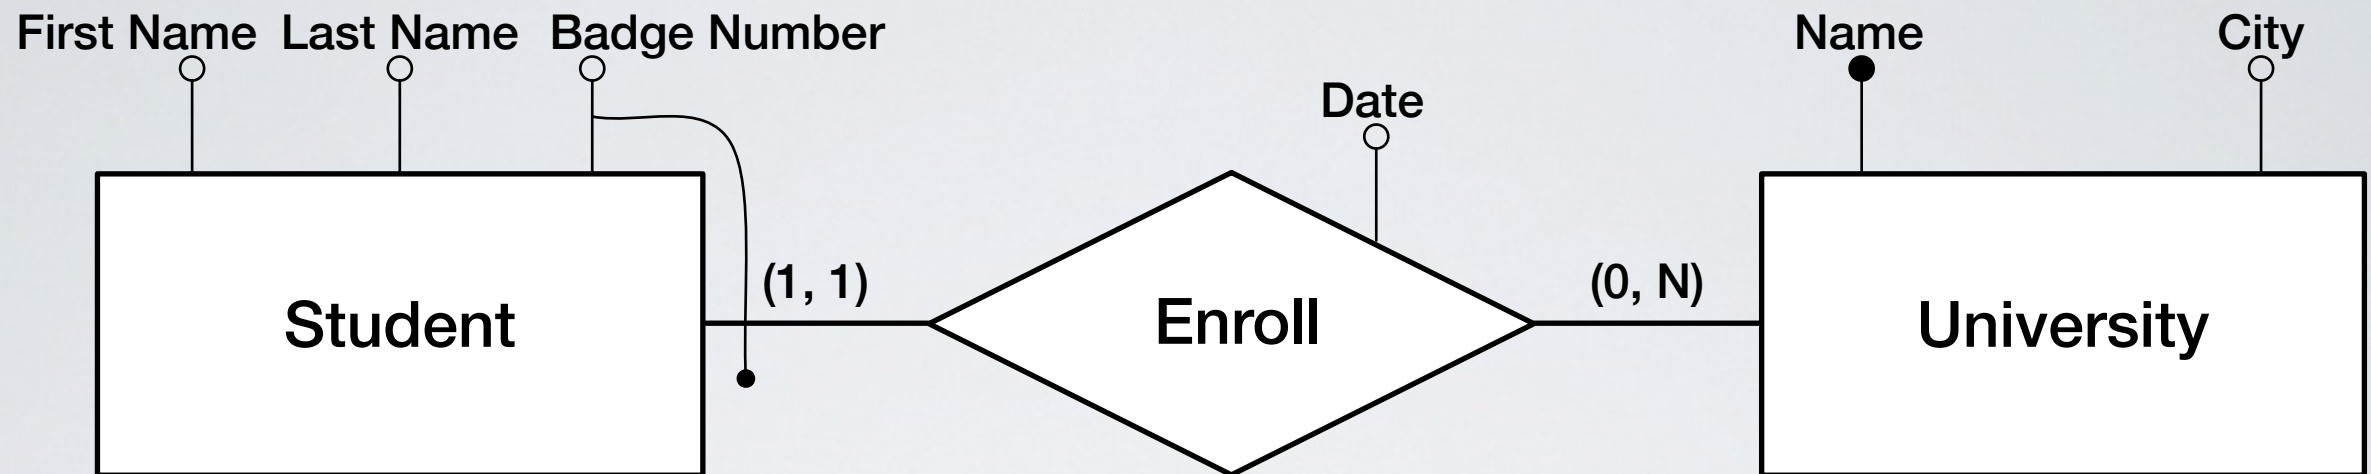 First Name Last Name Badge Number Name City
Date
(1, 1) (0, N)
Student Enroll University